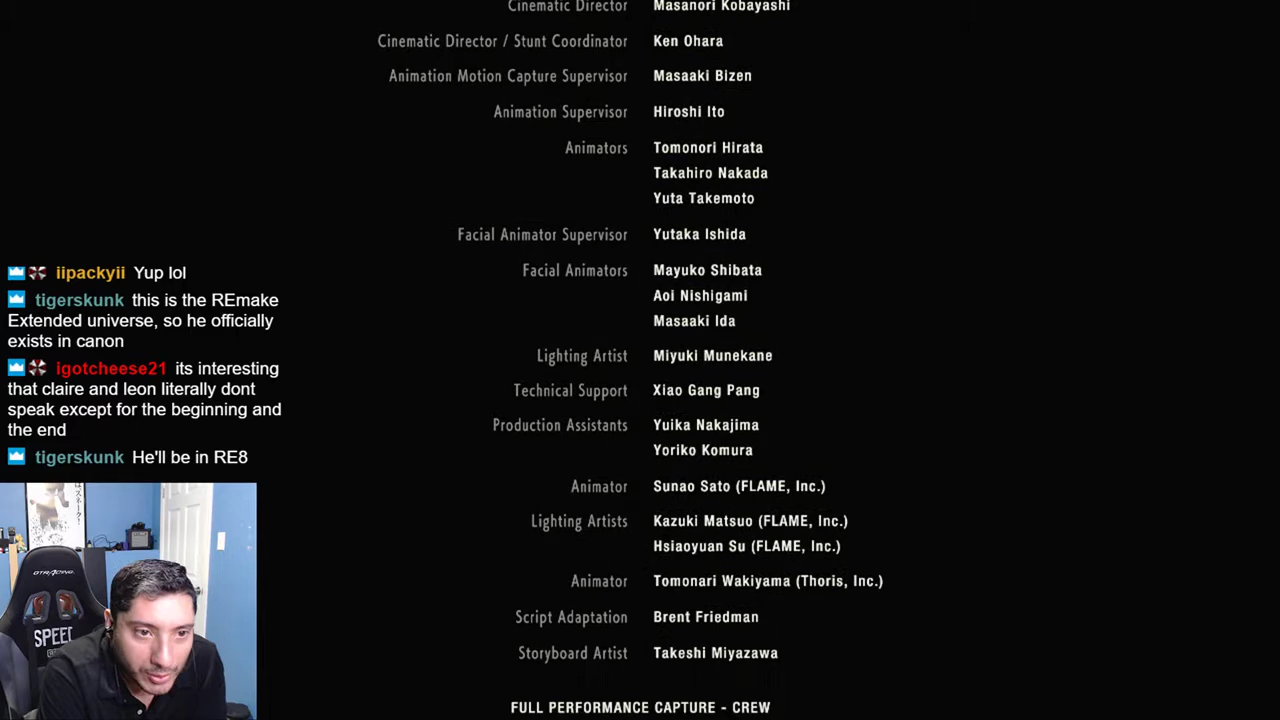 Cinematic Director Masanori Kobayashi
Cinematic Director / Stunt Coordinator Ken Ohara
Animation Motion Capture Supervisor Masaaki Bizen
Animation Supervisor Hiroshi Ito
Animators Tomonori Hirata
Takahiro Nakada
Yuta Takemoto
Facial Animator Supervisor Yutaka Ishida
Facial Animators Mayuko Shibata
Aoi Nishigami
Masaaki Ida
Lighting Artist Miyuki Munekane
Technical Support Xiao Gang Pang
Production Assistants Yuika Nakajima
Yoriko Komura
Animator Sunao Sato (FLAME, Inc.)
Lighting Artists Kazuki Matsuo (FLAME, Inc.)
Hsiaoyuan Su (FLAME, Inc.)
Animator Tomonari Wakiyama (Thoris, Inc.)
Script Adaptation Brent Friedman
Storyboard Artist Takeshi Miyazawa
FULL PERFORMANCE CAPTURE - CREW
iipackyii Yup lol
tigerskunk this is the REmake
Extended universe, so he officially
exists in canon
igotcheese21 its interesting
that claire and leon literally dont
speak except for the beginning and
the end
tigerskunk He'll be in RE8
GTRACING
SPEED